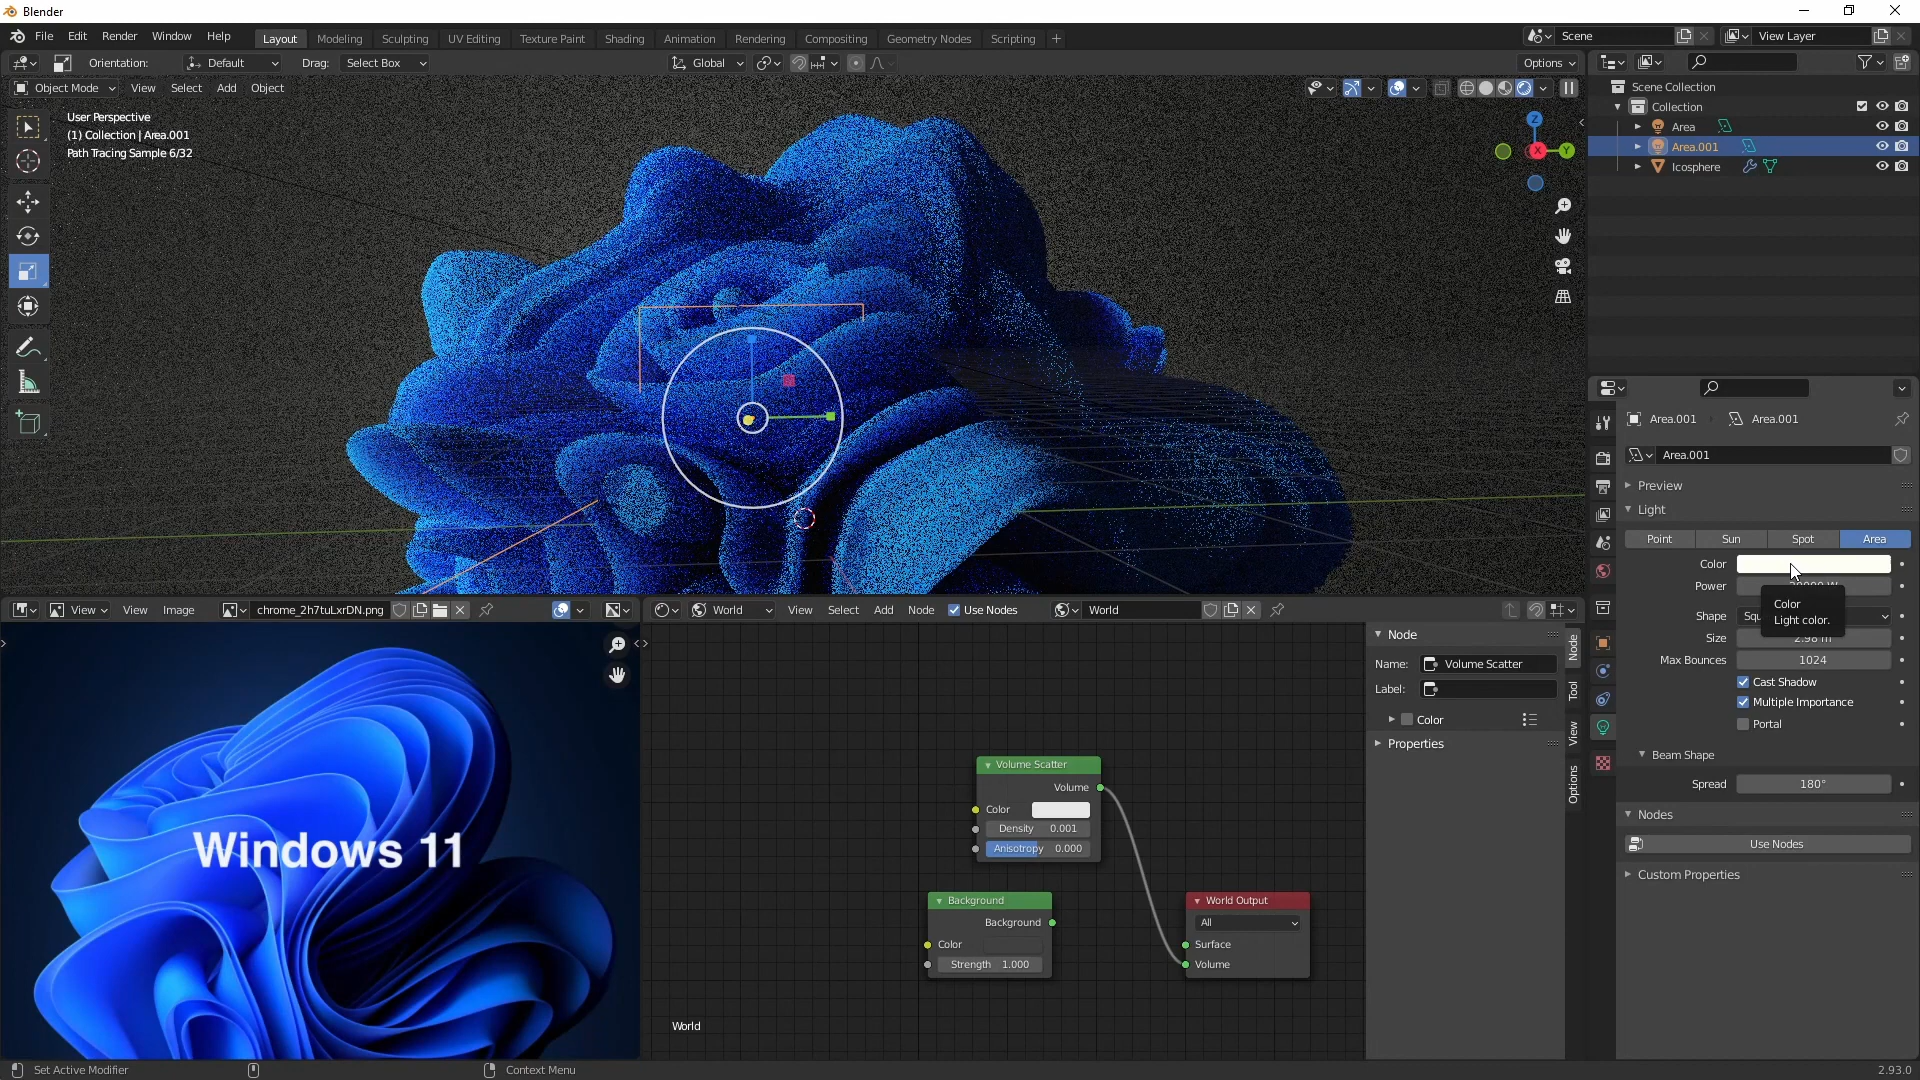 Blender
File Edit Render Window Help
Layout Modeling Sculpting UV Editing Texture Paint Shading Animation Rendering Compositing Geometry Nodes Scripting +
Scene
View Layer
Orientation: Default Drag: Select Box
Global
Options
Object Mode View Select Add Object
User Perspective
(1) Collection | Area.001
Path Tracing Sample 6/32
Z
X
Y
Scene Collection
Collection
Area
Area.001
Icosphere
Area.001 Area.001
Area.001
Preview
Light
Point Sun Spot Area
Color
Power
Color
Light color.
Shape
Size 2.98 m
Max Bounces 1024
Cast Shadow
Multiple Importance
Portal
Beam Shape
Spread 180°
Nodes
Use Nodes
Custom Properties
View View Image chrome_2h7tuLxrDN.png
World View Select Add Node Use Nodes World
Windows 11
Node
Name: Volume Scatter
Label:
Color
Properties
Node
Tool
View
Options
Volume Scatter
Volume
Color
Density 0.001
Anisotropy 0.000
Background
Background
Color
Strength 1.000
World Output
All
Surface
Volume
World
Set Active Modifier
Context Menu
2.93.0